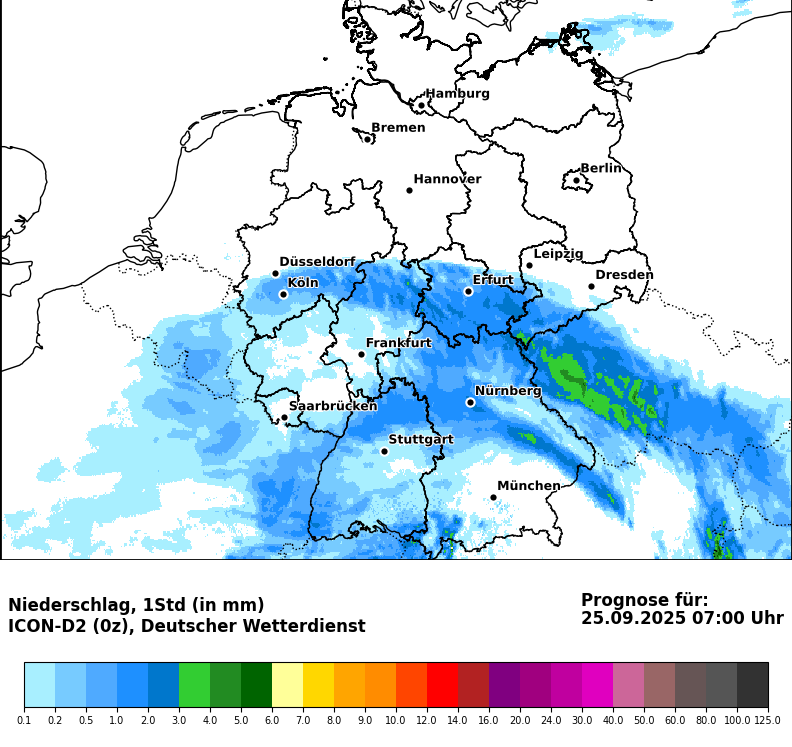 Hamburg
Bremen
Berlin
Hannover
Leipzig
Düsseldorf
Dresden
Köln
Erfurt
Frankfurt
Nürnberg
Saarbrücken
Stuttgart
München
Niederschlag, 1Std (in mm)
ICON-D2 (0z), Deutscher Wetterdienst
Prognose für:
25.09.2025 07:00 Uhr
0.1 0.2 0.5 1.0 2.0 3.0 4.0 5.0 6.0 7.0 8.0 9.0 10.0 12.0 14.0 16.0 20.0 24.0 30.0 40.0 50.0 60.0 80.0 100.0 125.0